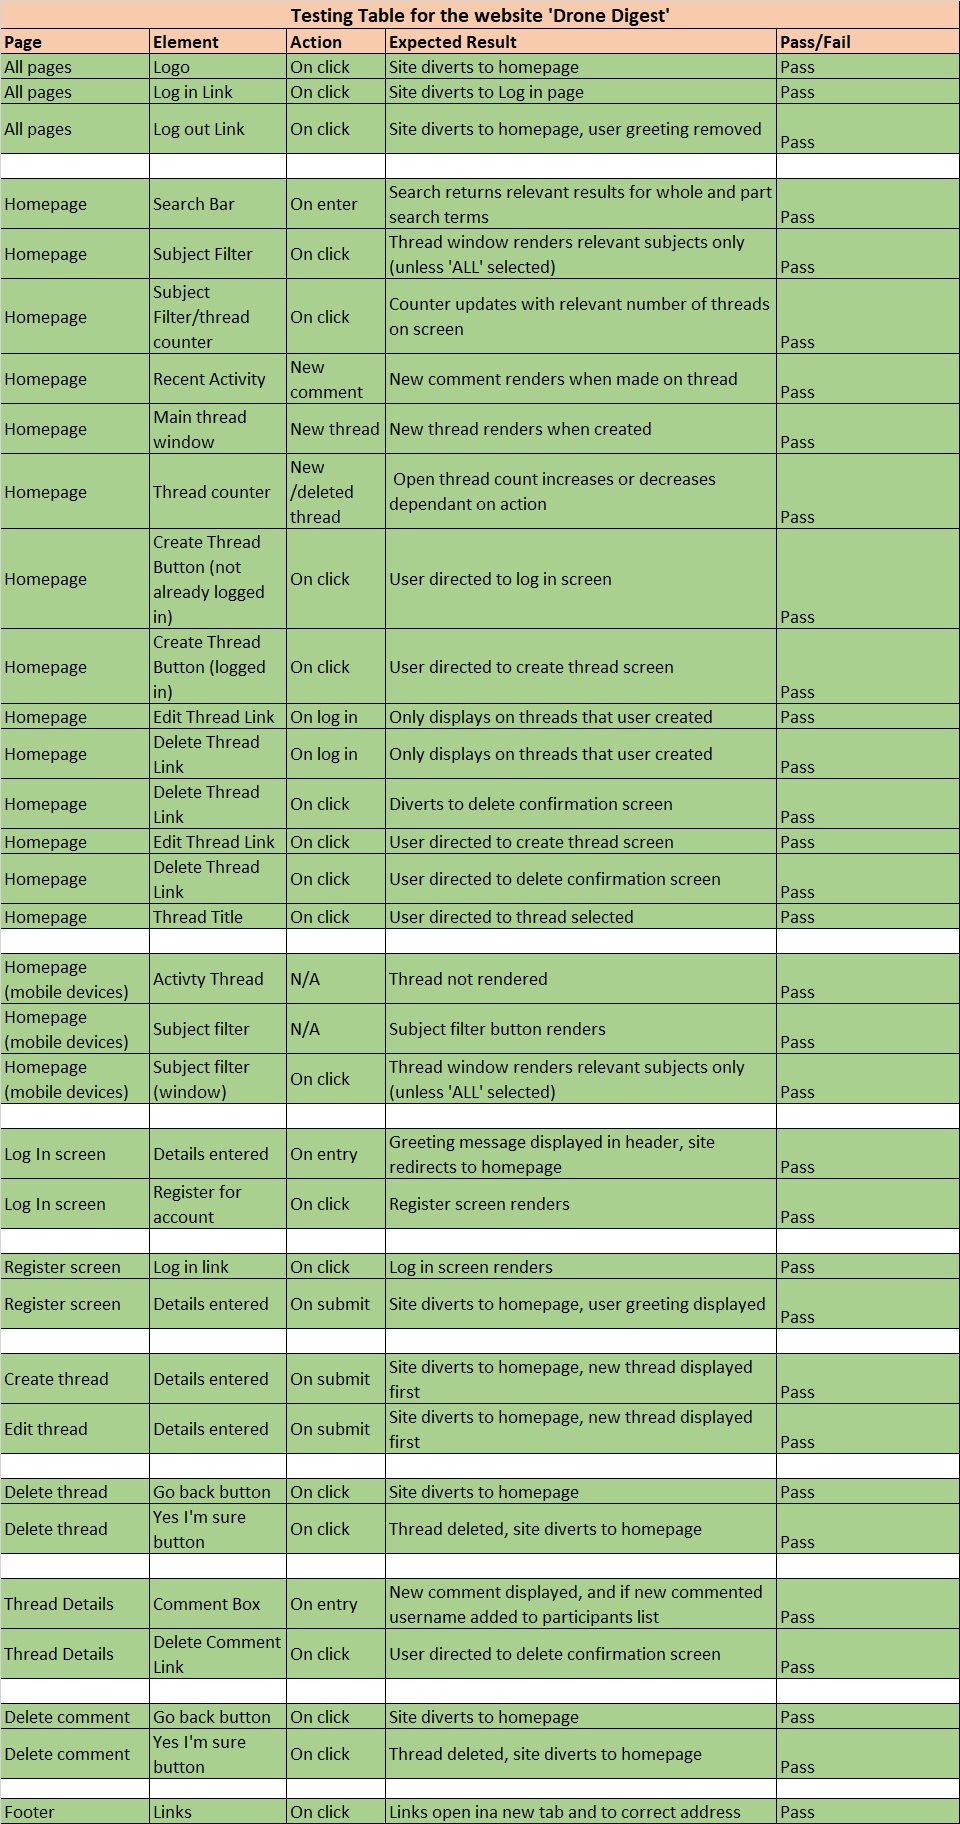 Testing Table for the website 'Drone Digest'
Page Element Action Expected Result Pass/Fail
All pages Logo On click Site diverts to homepage Pass
All pages Log in Link On click Site diverts to Log in page Pass
All pages Log out Link On click Site diverts to homepage, user greeting removed Pass
Homepage Search Bar On enter Search returns relevant results for whole and part
search terms Pass
Homepage Subject Filter On click Thread window renders relevant subjects only
(unless 'ALL' selected) Pass
Homepage Subject
Filter/thread
counter On click Counter updates with relevant number of threads
on screen Pass
Homepage Recent Activity New
comment New comment renders when made on thread Pass
Homepage Main thread
window New thread New thread renders when created Pass
Homepage Thread counter New
/deleted
thread Open thread count increases or decreases
dependant on action Pass
Homepage Create Thread
Button (not
already logged
in) On click User directed to log in screen Pass
Homepage Create Thread
Button (logged
in) On click User directed to create thread screen Pass
Homepage Edit Thread Link On log in Only displays on threads that user created Pass
Homepage Delete Thread
Link On log in Only displays on threads that user created Pass
Homepage Delete Thread
Link On click Diverts to delete confirmation screen Pass
Homepage Edit Thread Link On click User directed to create thread screen Pass
Homepage Delete Thread
Link On click User directed to delete confirmation screen Pass
Homepage Thread Title On click User directed to thread selected Pass
Homepage
(mobile devices) Activty Thread N/A Thread not rendered Pass
Homepage
(mobile devices) Subject filter N/A Subject filter button renders Pass
Homepage
(mobile devices) Subject filter
(window) On click Thread window renders relevant subjects only
(unless 'ALL' selected) Pass
Log In screen Details entered On entry Greeting message displayed in header, site
redirects to homepage Pass
Log In screen Register for
account On click Register screen renders Pass
Register screen Log in link On click Log in screen renders Pass
Register screen Details entered On submit Site diverts to homepage, user greeting displayed Pass
Create thread Details entered On submit Site diverts to homepage, new thread displayed
first Pass
Edit thread Details entered On submit Site diverts to homepage, new thread displayed
first Pass
Delete thread Go back button On click Site diverts to homepage Pass
Delete thread Yes I'm sure
button On click Thread deleted, site diverts to homepage Pass
Thread Details Comment Box On entry New comment displayed, and if new commented
username added to participants list Pass
Thread Details Delete Comment
Link On click User directed to delete confirmation screen Pass
Delete comment Go back button On click Site diverts to homepage Pass
Delete comment Yes I'm sure
button On click Thread deleted, site diverts to homepage Pass
Footer Links On click Links open ina new tab and to correct address Pass